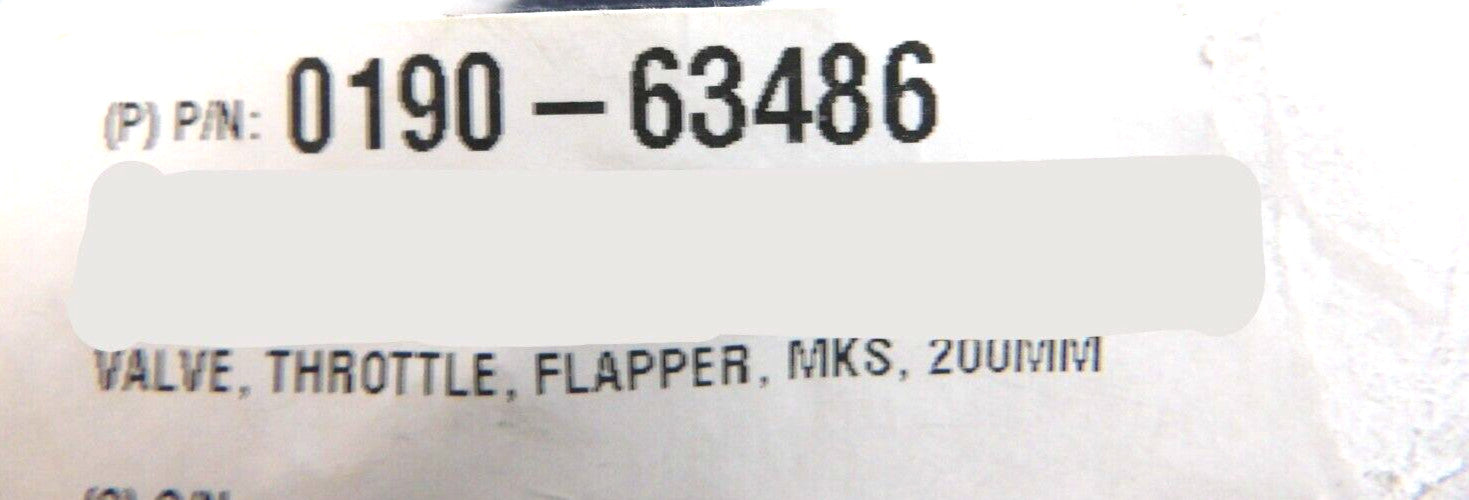 (P) P/N: 0190-63486
VALVE, THROTTLE, FLAPPER, MKS, 200MM